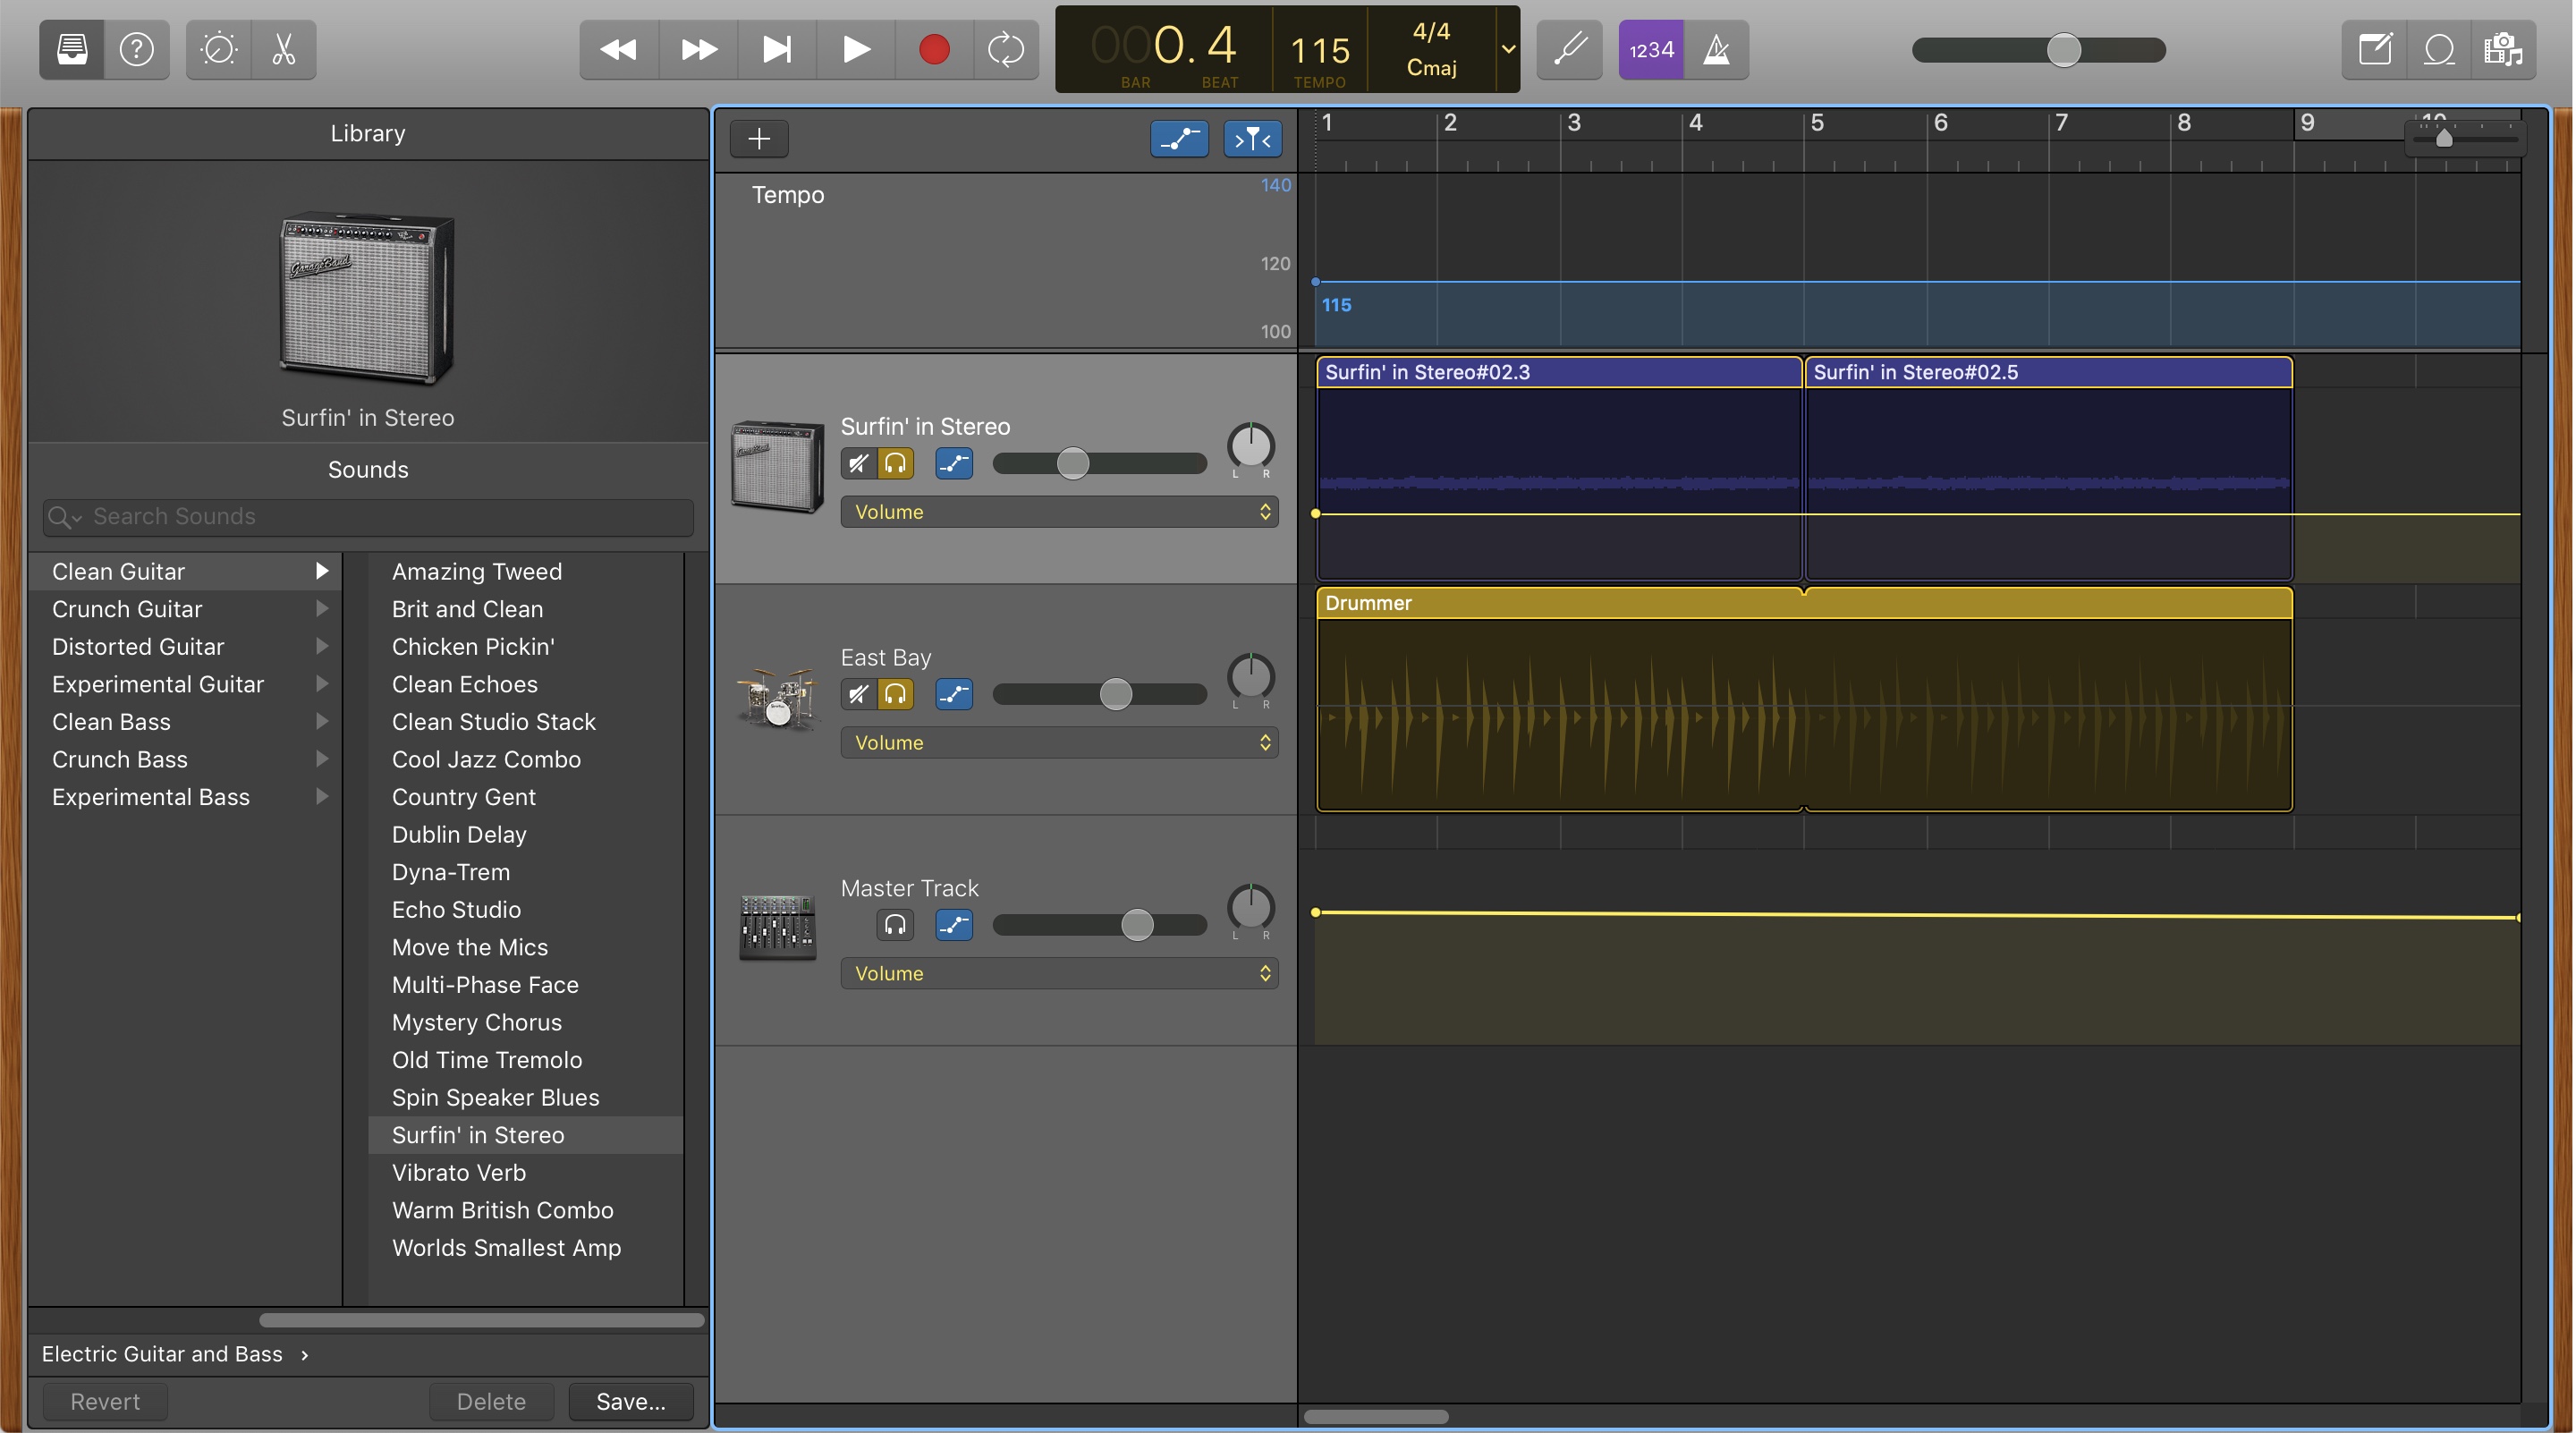 000.4
BAR BEAT
115
TEMPO
4/4
Cmaj
1234
Library
GarageBand
Surfin' in Stereo
Sounds
Search Sounds
Clean Guitar
Crunch Guitar
Distorted Guitar
Experimental Guitar
Clean Bass
Crunch Bass
Experimental Bass
Amazing Tweed
Brit and Clean
Chicken Pickin'
Clean Echoes
Clean Studio Stack
Cool Jazz Combo
Country Gent
Dublin Delay
Dyna-Trem
Echo Studio
Move the Mics
Multi-Phase Face
Mystery Chorus
Old Time Tremolo
Spin Speaker Blues
Surfin' in Stereo
Vibrato Verb
Warm British Combo
Worlds Smallest Amp
Electric Guitar and Bass ›
Revert Delete Save...
1 2 3 4 5 6 7 8 9 10
Tempo
140
120
100
115
Surfin' in Stereo
L R
Volume
Surfin' in Stereo#02.3 Surfin' in Stereo#02.5
East Bay
L R
Volume
Drummer
Master Track
L R
Volume